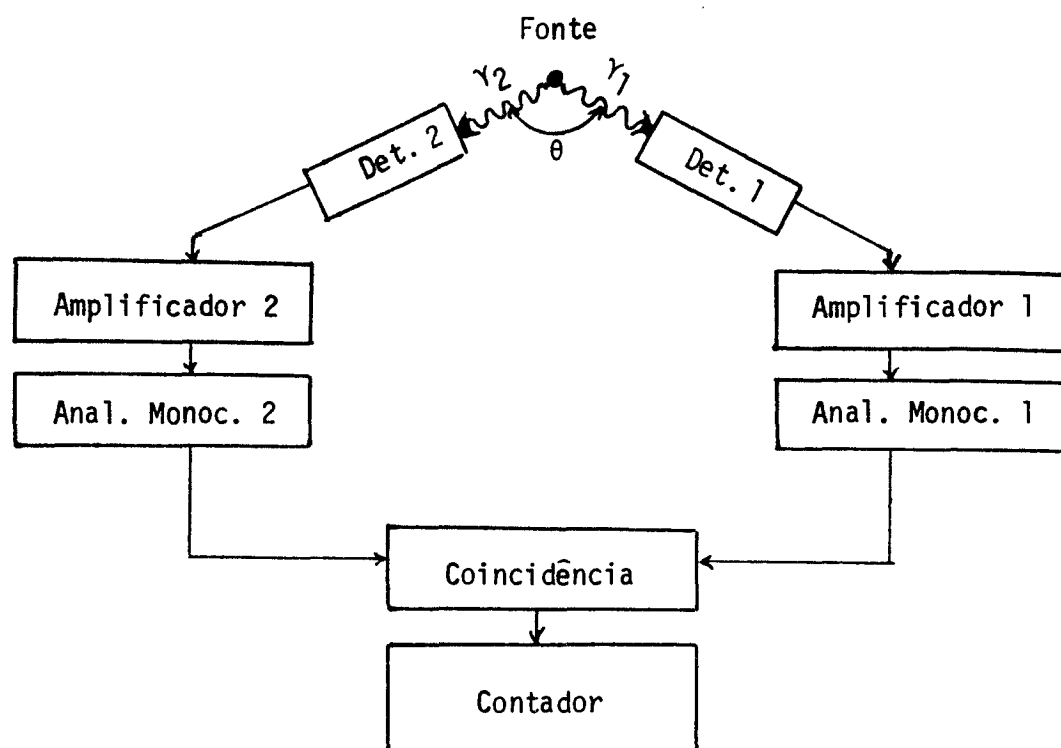 Fonte
γ2
γ1
θ
Det. 2
Det. 1
Amplificador 2
Amplificador 1
Anal. Monoc. 2
Anal. Monoc. 1
Coincidência
Contador